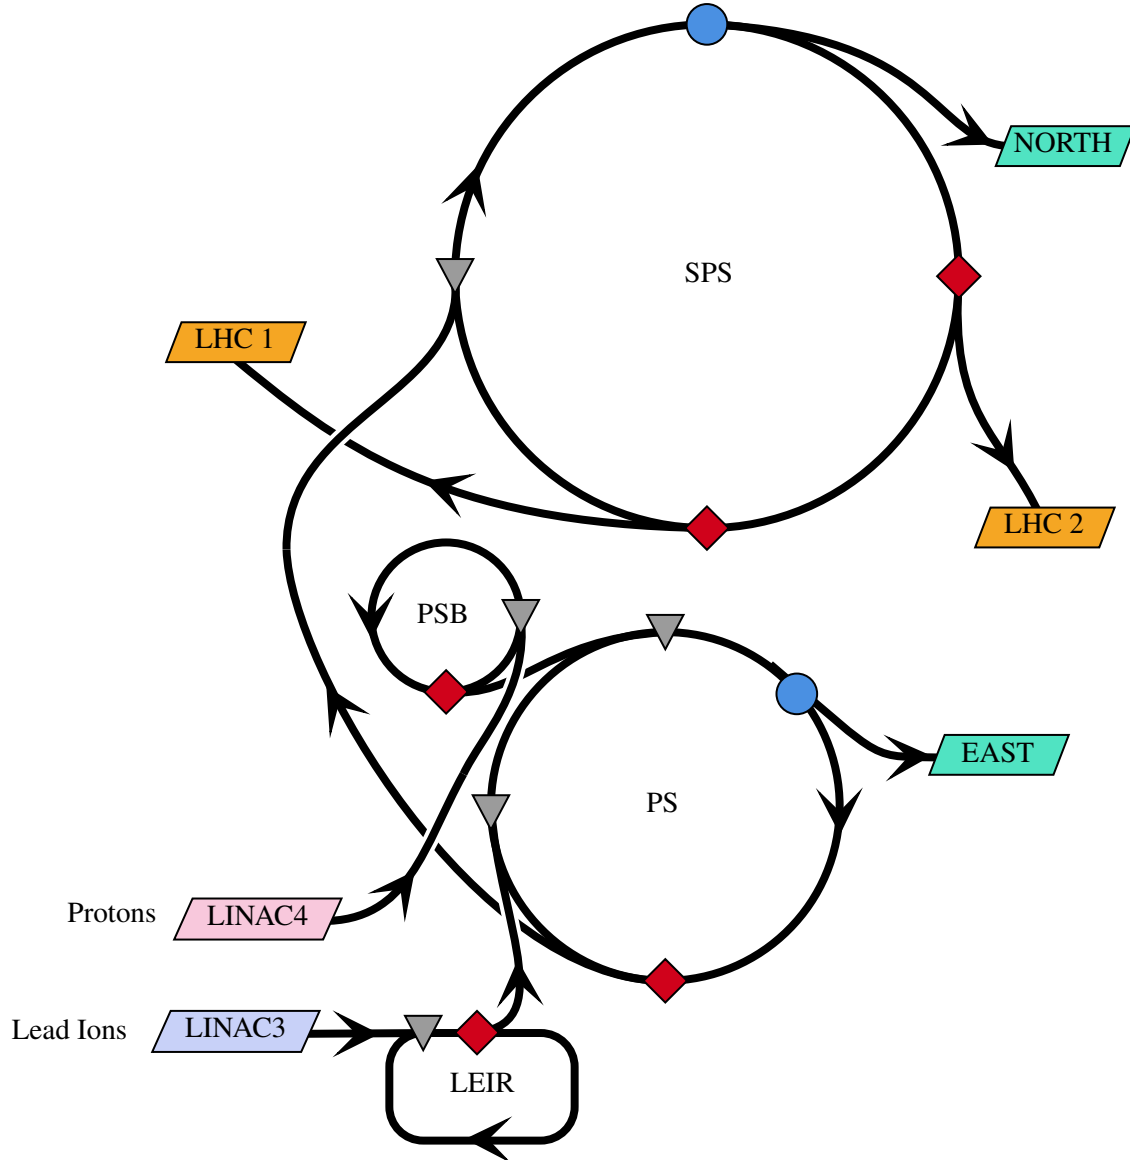 NORTH
SPS
LHC 1
LHC 2
PSB
EAST
PS
Protons
LINAC4
Lead Ions
LINAC3
LEIR